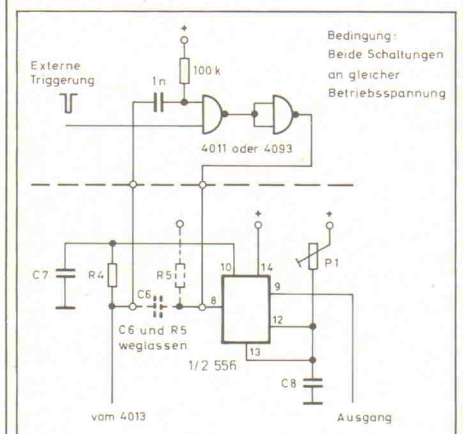 Bedingung:
Beide Schaltungen
an gleicher
Betriebsspannung
Externe
Triggerung
+
100 k
1n
4011 oder 4093
+
+
C7
R4
R5
C6
10
14
9
P1
8
12
C6 und R5
weglassen
13
1/2 556
C8
vom 4013
Ausgang